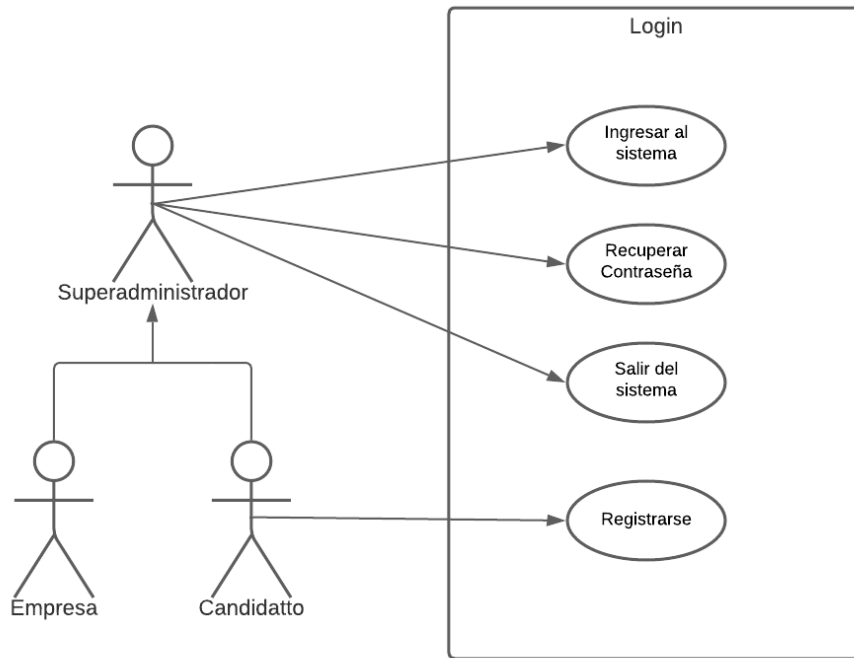 Login
Ingresar al
sistema
Recuperar
Contraseña
Superadministrador
Salir del
sistema
Registrarse
Empresa
Candidatto